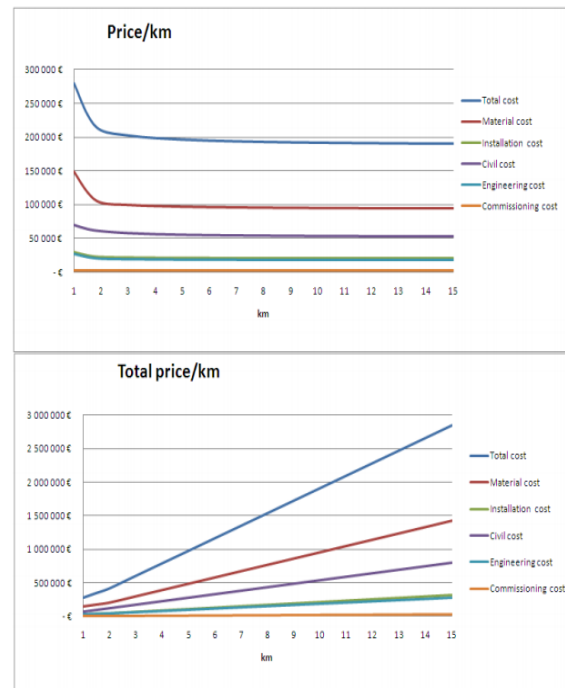 Price/km
300 000 €
250 000 €
200 000 €
150 000 €
100 000 €
50 000 €
- €
1 2 3 4 5 6 7 8 9 10 11 12 13 14 15
km
Total cost
Material cost
Installation cost
Civil cost
Engineering cost
Commissioning cost
Total price/km
3 000 000 €
2 500 000 €
2 000 000 €
1 500 000 €
1 000 000 €
500 000 €
- €
1 2 3 4 5 6 7 8 9 10 11 12 13 14 15
km
Total cost
Material cost
Installation cost
Civil cost
Engineering cost
Commissioning cost